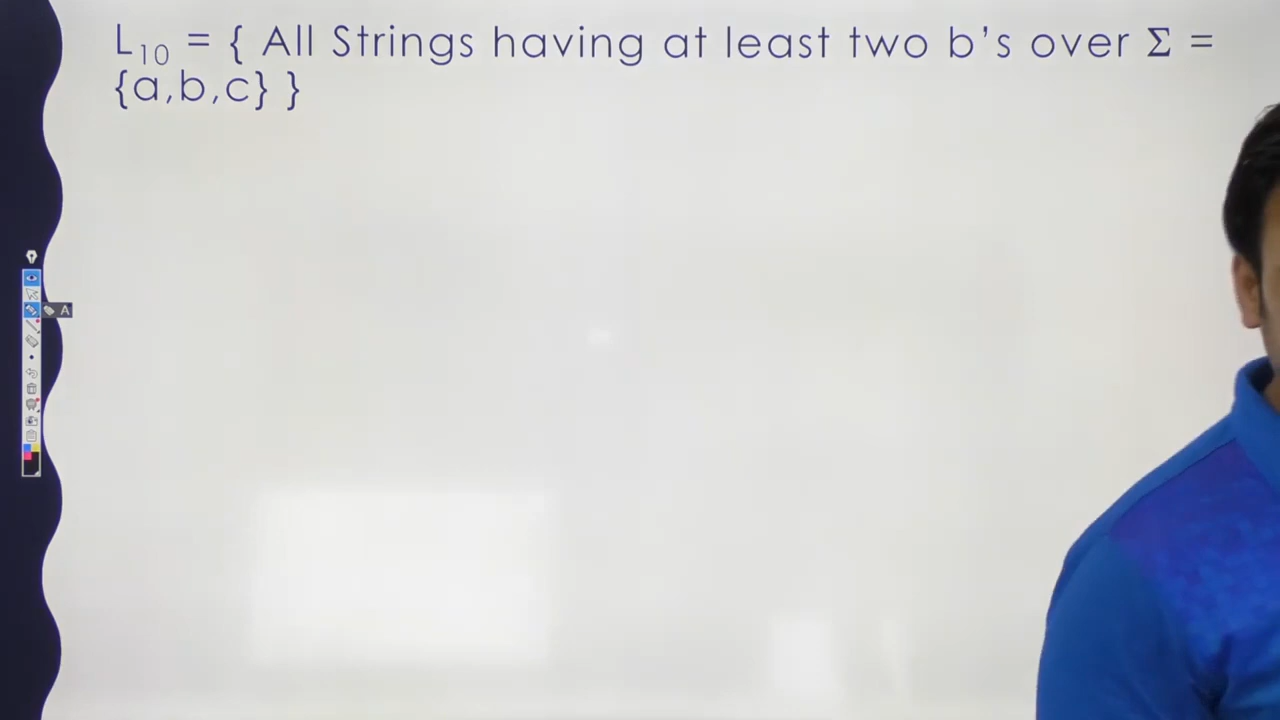 L₁₀ = { All Strings having at least two b's over Σ =
{a,b,c} }
A